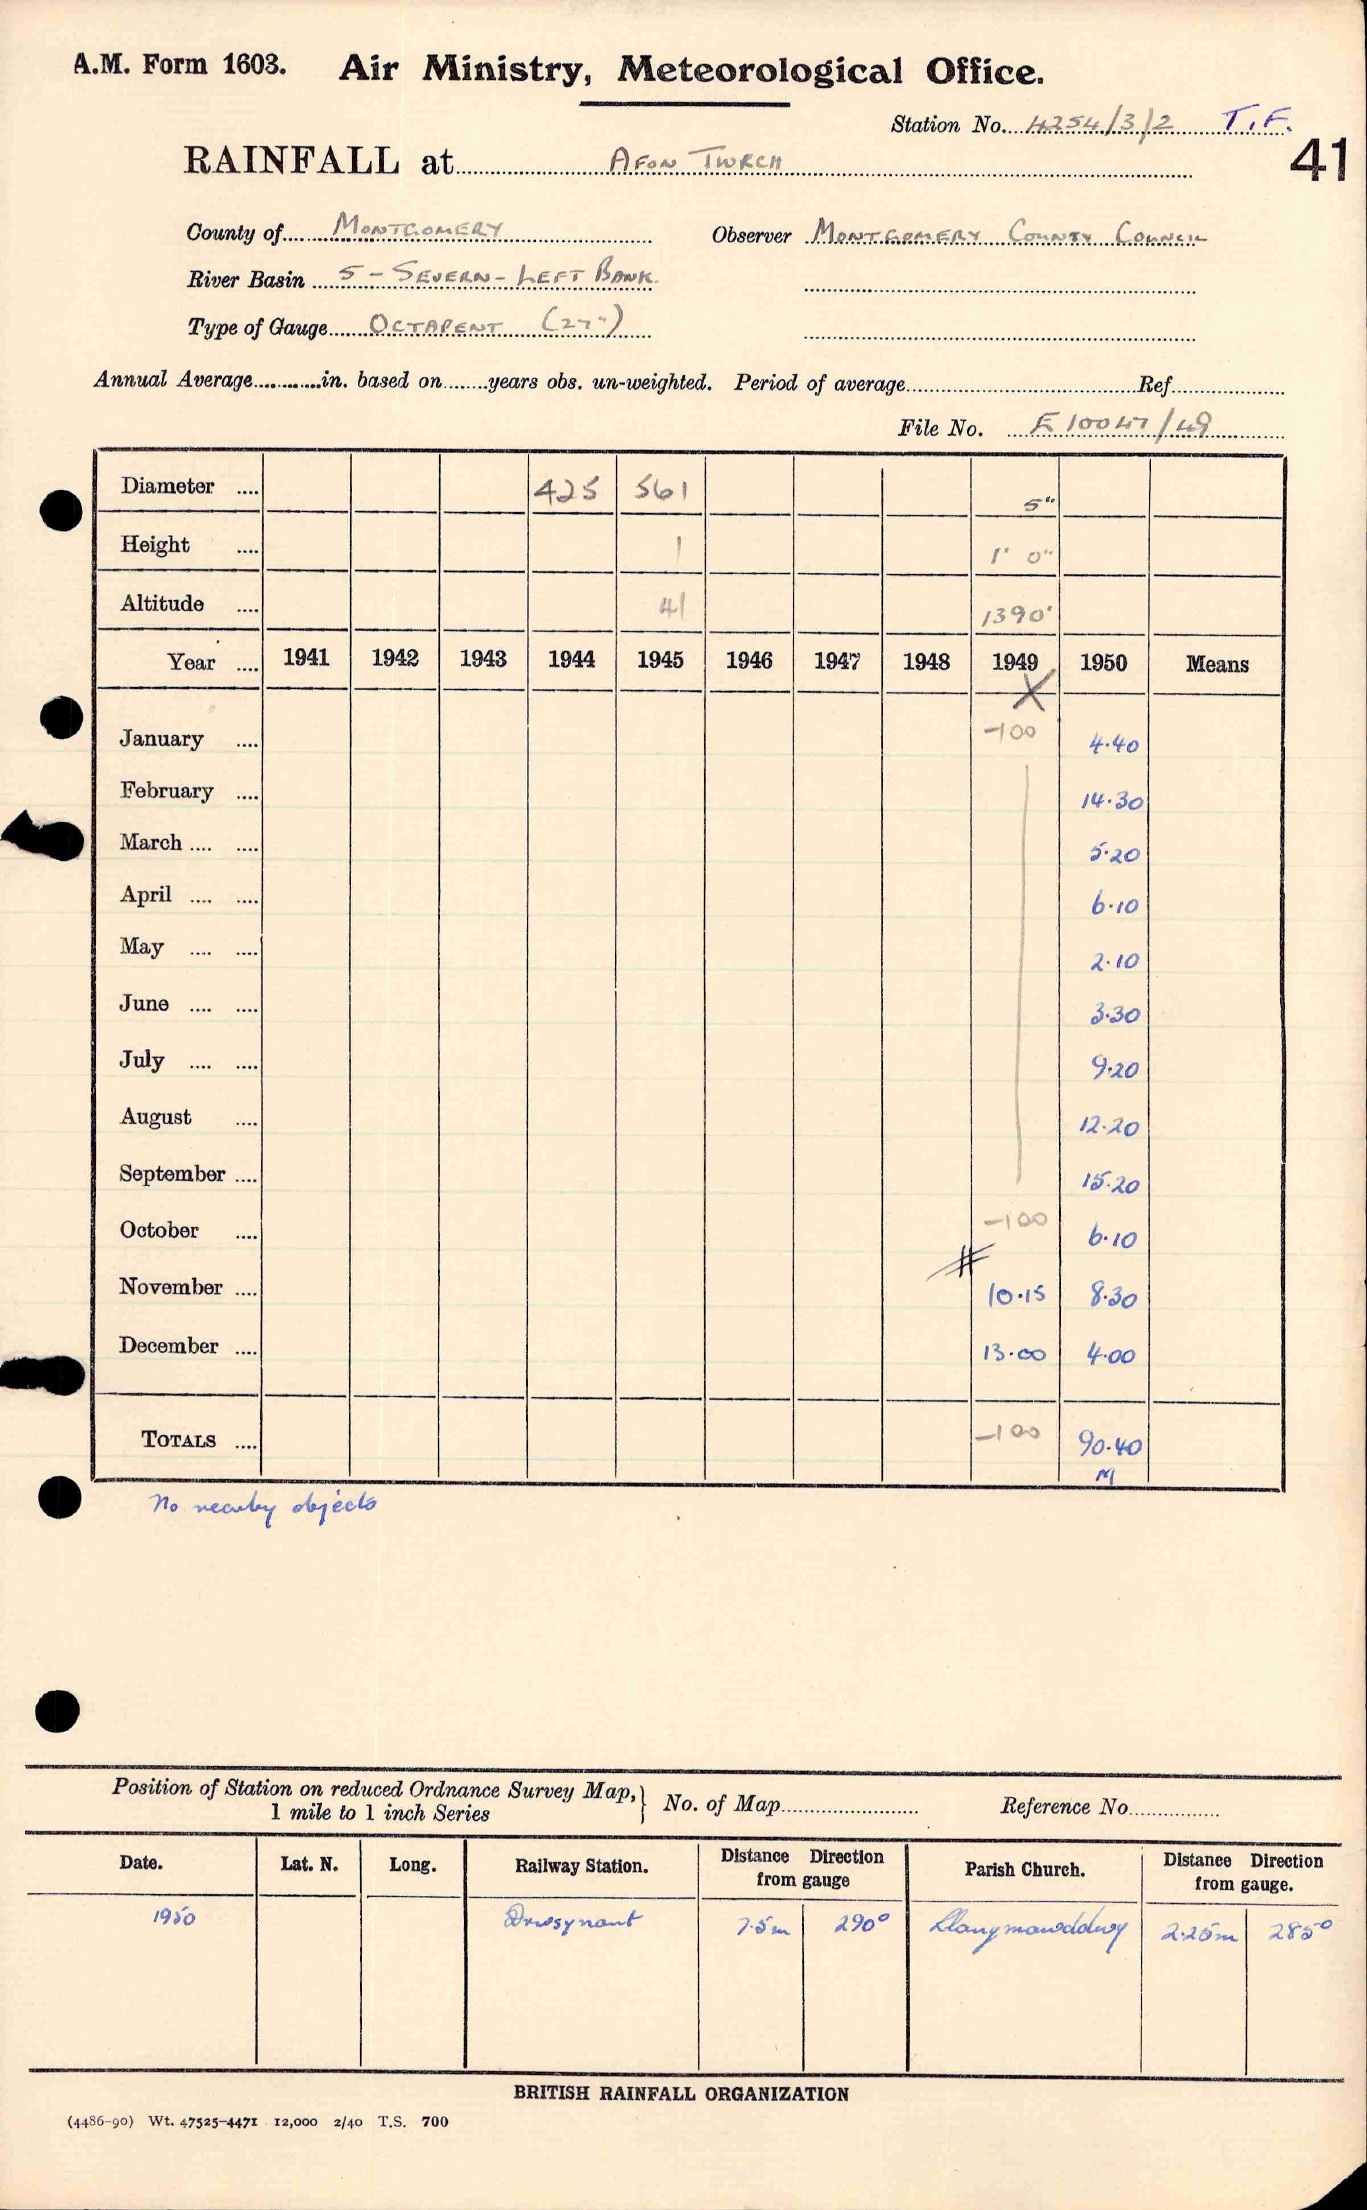 A.M. Form 1603. Air Ministry, Meteorological Office.
Station No. 4254/3/2 T.F.
41
RAINFALL at AFON TWRCH
County of MONTGOMERY Observer MONTGOMERY COUNTY COUNCIL
River Basin 5 - SEVERN - LEFT BANK
Type of Gauge OCTAPENT (27")
Annual Average............in. based on........years obs. un-weighted. Period of average........Ref........
File No. E 10047/49
Diameter .... 425 561 5"
Height .... 1 1' 0"
Altitude .... 41 1390'
Year .... 1941 1942 1943 1944 1945 1946 1947 1948 1949 1950 Means
X
January .... -100 4.40
February .... 14.30
March .... .... 5.20
April .... .... 6.10
May .... .... 2.10
June .... .... 3.30
July .... .... 9.20
August .... 12.20
September .... 15.20
October .... -100 6.10
November .... # 10.15 8.30
December .... 13.00 4.00
TOTALS .... -100 90.40
M
No nearby objects
Position of Station on reduced Ordnance Survey Map, } No. of Map........ Reference No........
1 mile to 1 inch Series
Date. Lat. N. Long. Railway Station. Distance Direction from gauge Parish Church. Distance Direction from gauge.
1950 Drwsynant 7.5m 290° Llanymawddwy 2.25m 285°
BRITISH RAINFALL ORGANIZATION
(4486-90) Wt. 47525-4471 12,000 2/40 T.S. 700